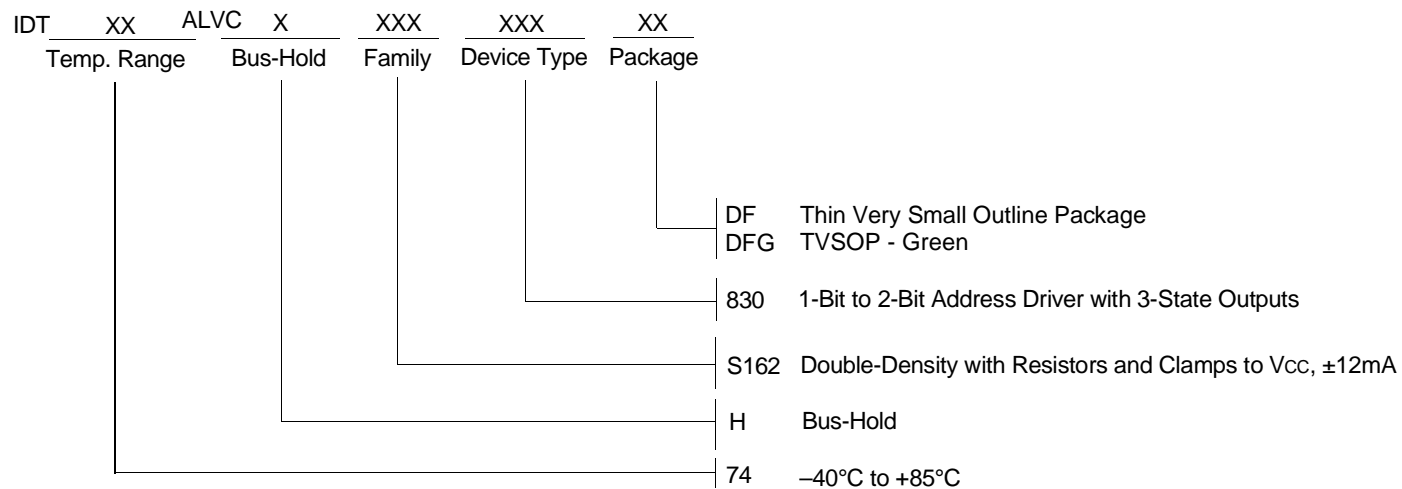 IDT XX ALVC X XXX XXX XX
Temp. Range Bus-Hold Family Device Type Package
DF Thin Very Small Outline Package
DFG TVSOP - Green
830 1-Bit to 2-Bit Address Driver with 3-State Outputs
S162 Double-Density with Resistors and Clamps to VCC, ±12mA
H Bus-Hold
74 –40°C to +85°C